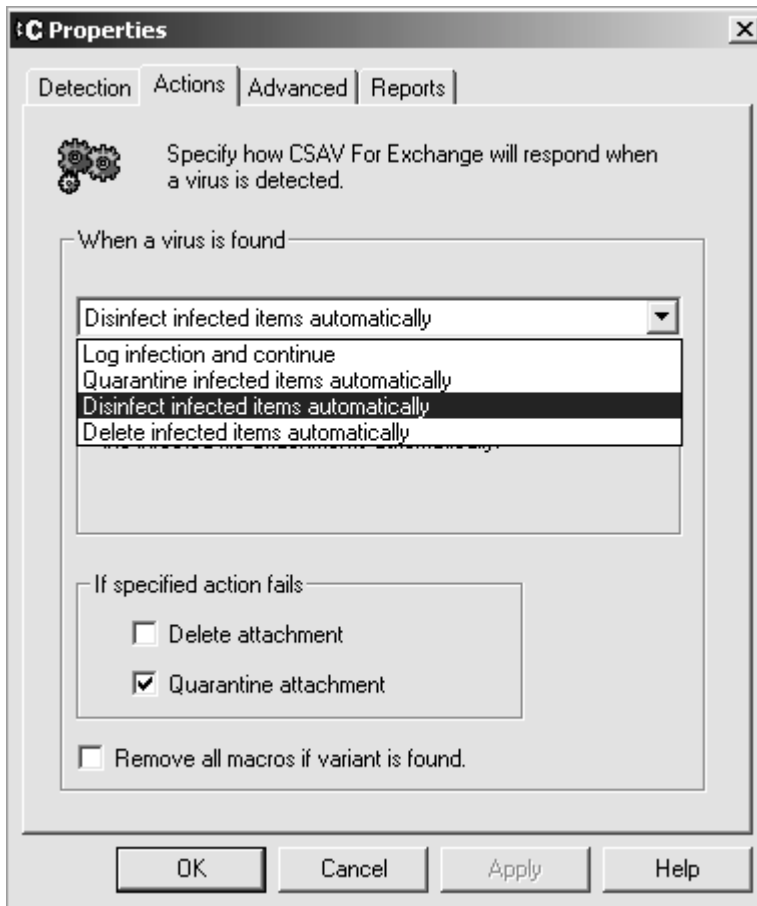 C Properties
Detection Actions Advanced Reports
Specify how CSAV For Exchange will respond when
a virus is detected.
When a virus is found
Disinfect infected items automatically
Log infection and continue
Quarantine infected items automatically
Disinfect infected items automatically
Delete infected items automatically
If specified action fails
Delete attachment
Quarantine attachment
Remove all macros if variant is found.
OK Cancel Apply Help